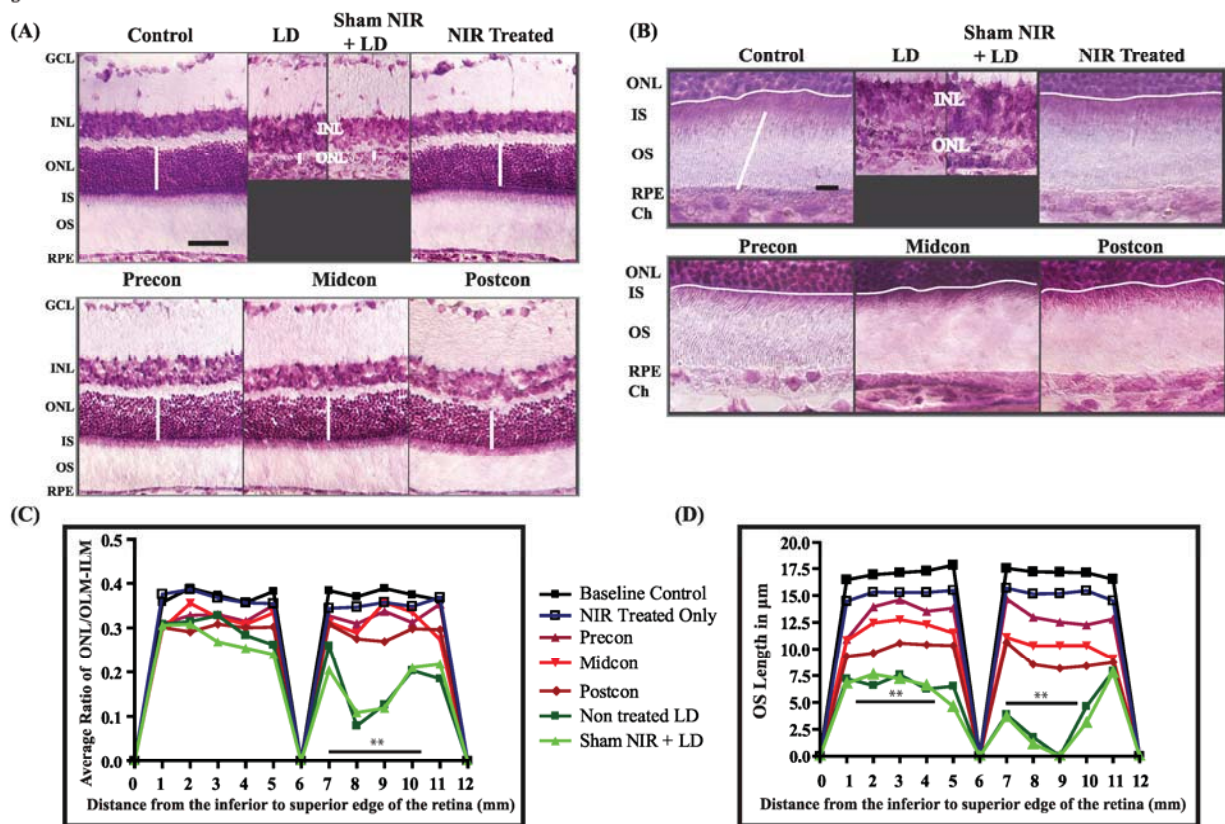 (A)
Control
LD
Sham NIR
+ LD
NIR Treated
GCL
INL
ONL
IS
OS
RPE
INL
ONL
Precon
Midcon
Postcon
GCL
INL
ONL
IS
OS
RPE
(B)
Control
LD
Sham NIR
+ LD
NIR Treated
ONL
IS
OS
RPE
Ch
INL
ONL
Precon
Midcon
Postcon
ONL
IS
OS
RPE
Ch
(C)
Average Ratio of ONL/OLM-ILM
0.5
0.4
0.3
0.2
0.1
0.0
**
0 1 2 3 4 5 6 7 8 9 10 11 12
Distance from the inferior to superior edge of the retina (mm)
Baseline Control
NIR Treated Only
Precon
Midcon
Postcon
Non treated LD
Sham NIR + LD
(D)
OS Length in µm
20.0
17.5
15.0
12.5
10.0
7.5
5.0
2.5
0.0
** **
0 1 2 3 4 5 6 7 8 9 10 11 12
Distance from the inferior to superior edge of the retina (mm)